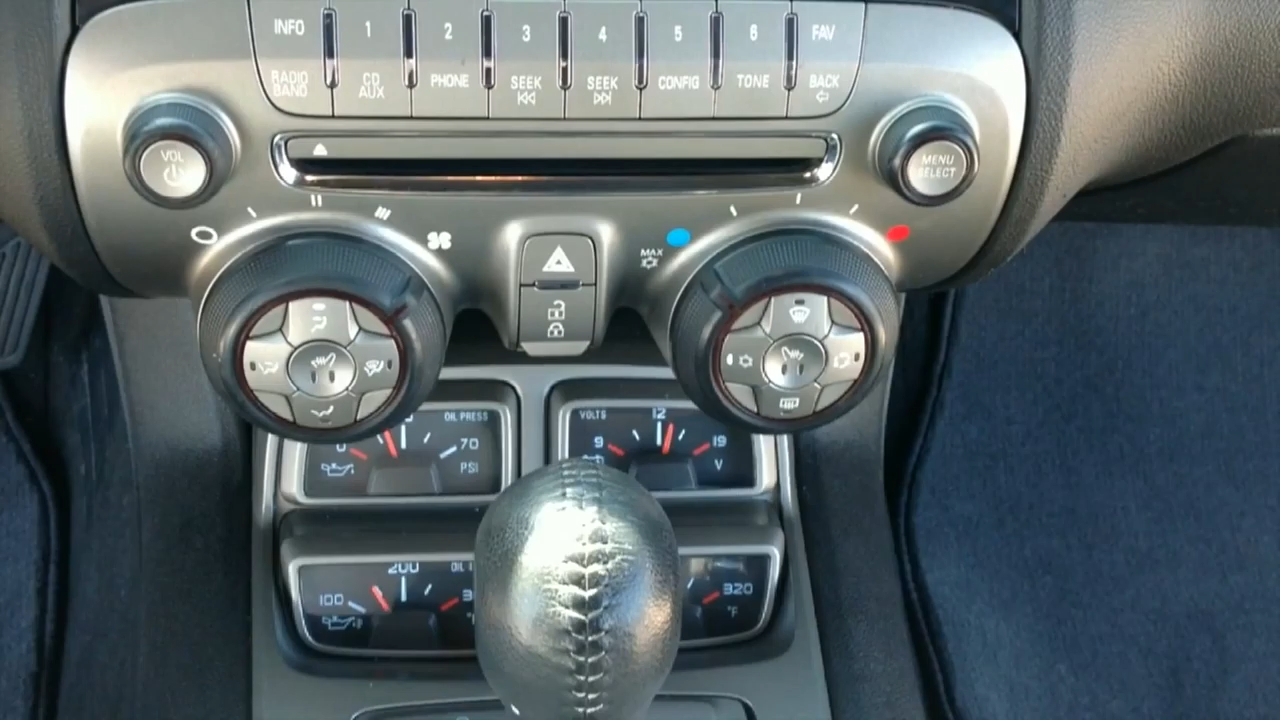 INFO 1 2 3 4 5 6 FAV
RADIO BAND
CD AUX
PHONE
SEEK
SEEK
CONFIG
TONE
BACK
VOL
MENU SELECT
MAX
OIL PRESS
70
PSI
VOLTS
9 12 19
V
100 200
OIL
320
°F